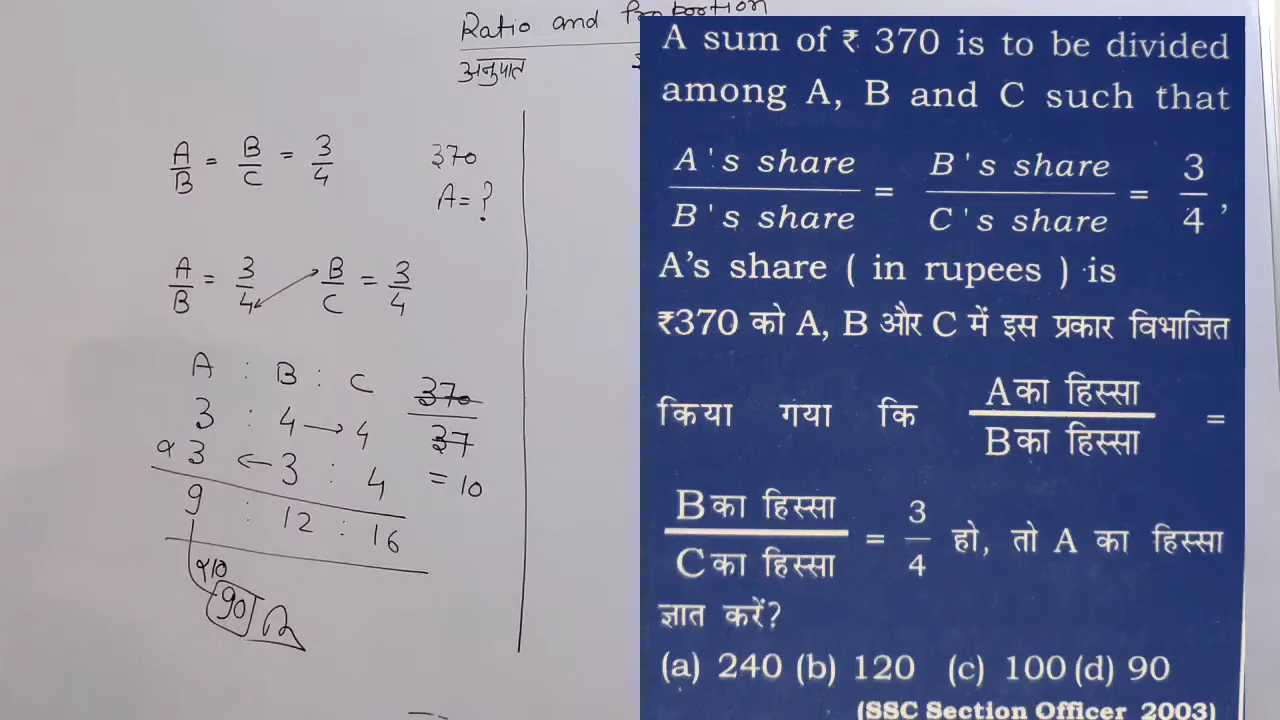 Ratio and Proportion
अनुपात
A/B = B/C = 3/4
370
A = ?
A/B = 3/4 B/C = 3/4
A : B : C
3 : 4 → 4
×3 ← 3 : 4
9 : 12 : 16
370/37
= 10
×10
90
A sum of ₹ 370 is to be divided
among A, B and C such that
A's share / B's share = B's share / C's share = 3/4,
A's share ( in rupees ) is
₹370 को A, B और C में इस प्रकार विभाजित
किया गया कि A का हिस्सा / B का हिस्सा =
B का हिस्सा / C का हिस्सा = 3/4 हो, तो A का हिस्सा
ज्ञात करें?
(a) 240 (b) 120 (c) 100 (d) 90
(SSC Section Officer 2003)